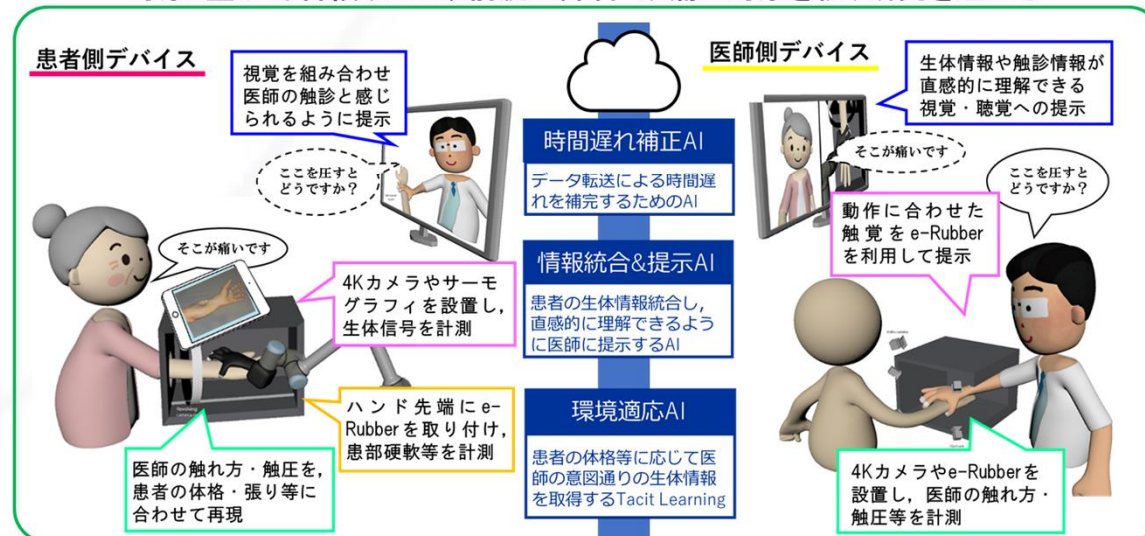 患者側デバイス
視覚を組み合わせ
医師の触診と感じ
られるように提示
ここを圧すと
どうですか？
そこが痛いです
4Kカメラやサーモ
グラフィを設置し，
生体信号を計測
ハンド先端にe-
Rubberを取り付け，
患部硬軟等を計測
医師の触れ方・触圧を，
患者の体格・張り等に
合わせて再現
時間遅れ補正AI
データ転送による時間遅
れを補完するためのAI
情報統合&提示AI
患者の生体情報統合し，
直感的に理解できるよう
に医師に提示するAI
環境適応AI
患者の体格等に応じて医
師の意図通りの生体情報
を取得するTacit Learning
医師側デバイス
生体情報や触診情報が
直感的に理解できる
視覚・聴覚への提示
そこが痛いです
ここを圧すと
どうですか？
動作に合わせた
触覚をe-Rubber
を利用して提示
4Kカメラやe-Rubberを
設置し，医師の触れ方・
触圧等を計測